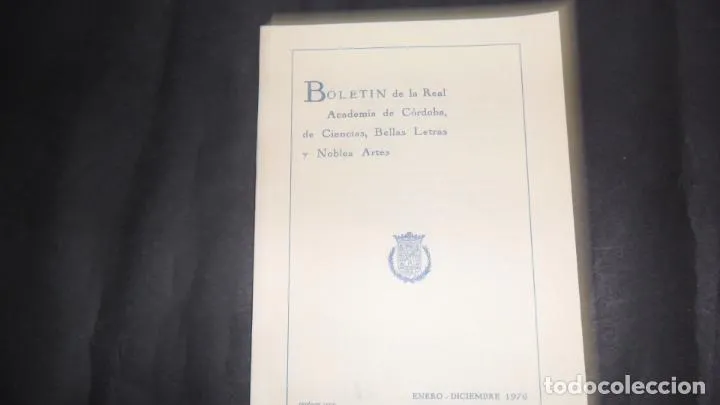 BOLETIN de la Real
Academia de Córdoba,
de Ciencias, Bellas Letras
y Nobles Artes
ENERO - DICIEMBRE 1976
todocoleccion